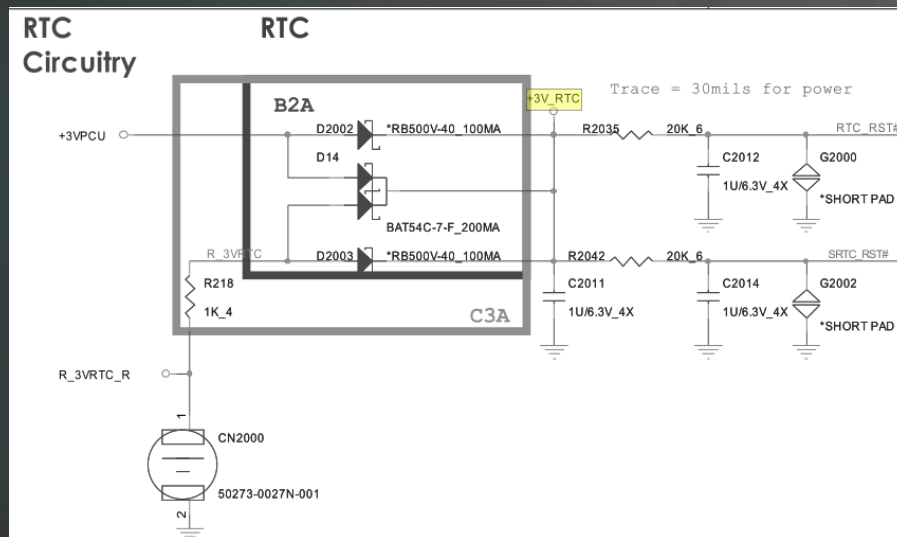 RTC
Circuitry
RTC
B2A
+3V_RTC
Trace = 30mils for power
+3VPCU
D2002
*RB500V-40_100MA
R2035
20K_6
RTC_RST#
D14
C2012
1U/6.3V_4X
G2000
*SHORT PAD
BAT54C-7-F_200MA
R_3VRTC
D2003
*RB500V-40_100MA
R2042
20K_6
SRTC_RST#
R218
1K_4
C2011
1U/6.3V_4X
C2014
1U/6.3V_4X
G2002
*SHORT PAD
C3A
R_3VRTC_R
1
CN2000
50273-0027N-001
2